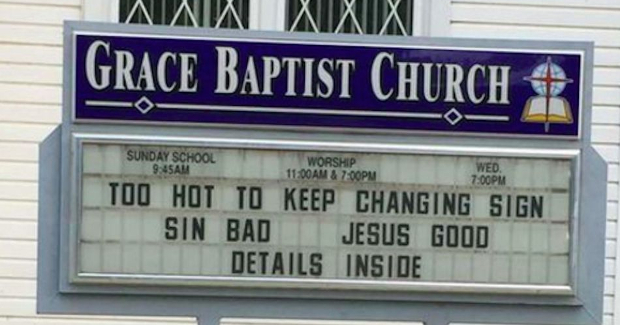 GRACE BAPTIST CHURCH
SUNDAY SCHOOL WORSHIP WED.
9:45AM 11:00AM & 7:00PM 7:00PM
TOO HOT TO KEEP CHANGING SIGN
SIN BAD JESUS GOOD
DETAILS INSIDE